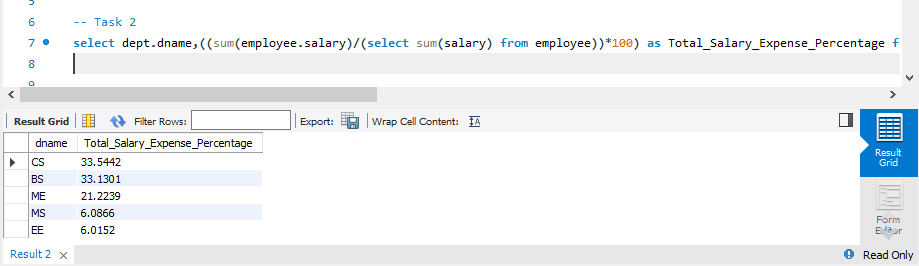 6 -- Task 2
7 select dept.dname,((sum(employee.salary)/(select sum(salary) from employee))*100) as Total_Salary_Expense_Percentage f
8
Result Grid Filter Rows: Export: Wrap Cell Content:
dname Total_Salary_Expense_Percentage
CS 33.5442
BS 33.1301
ME 21.2239
MS 6.0866
EE 6.0152
Result
Grid
Form
Editor
Result 2 Read Only